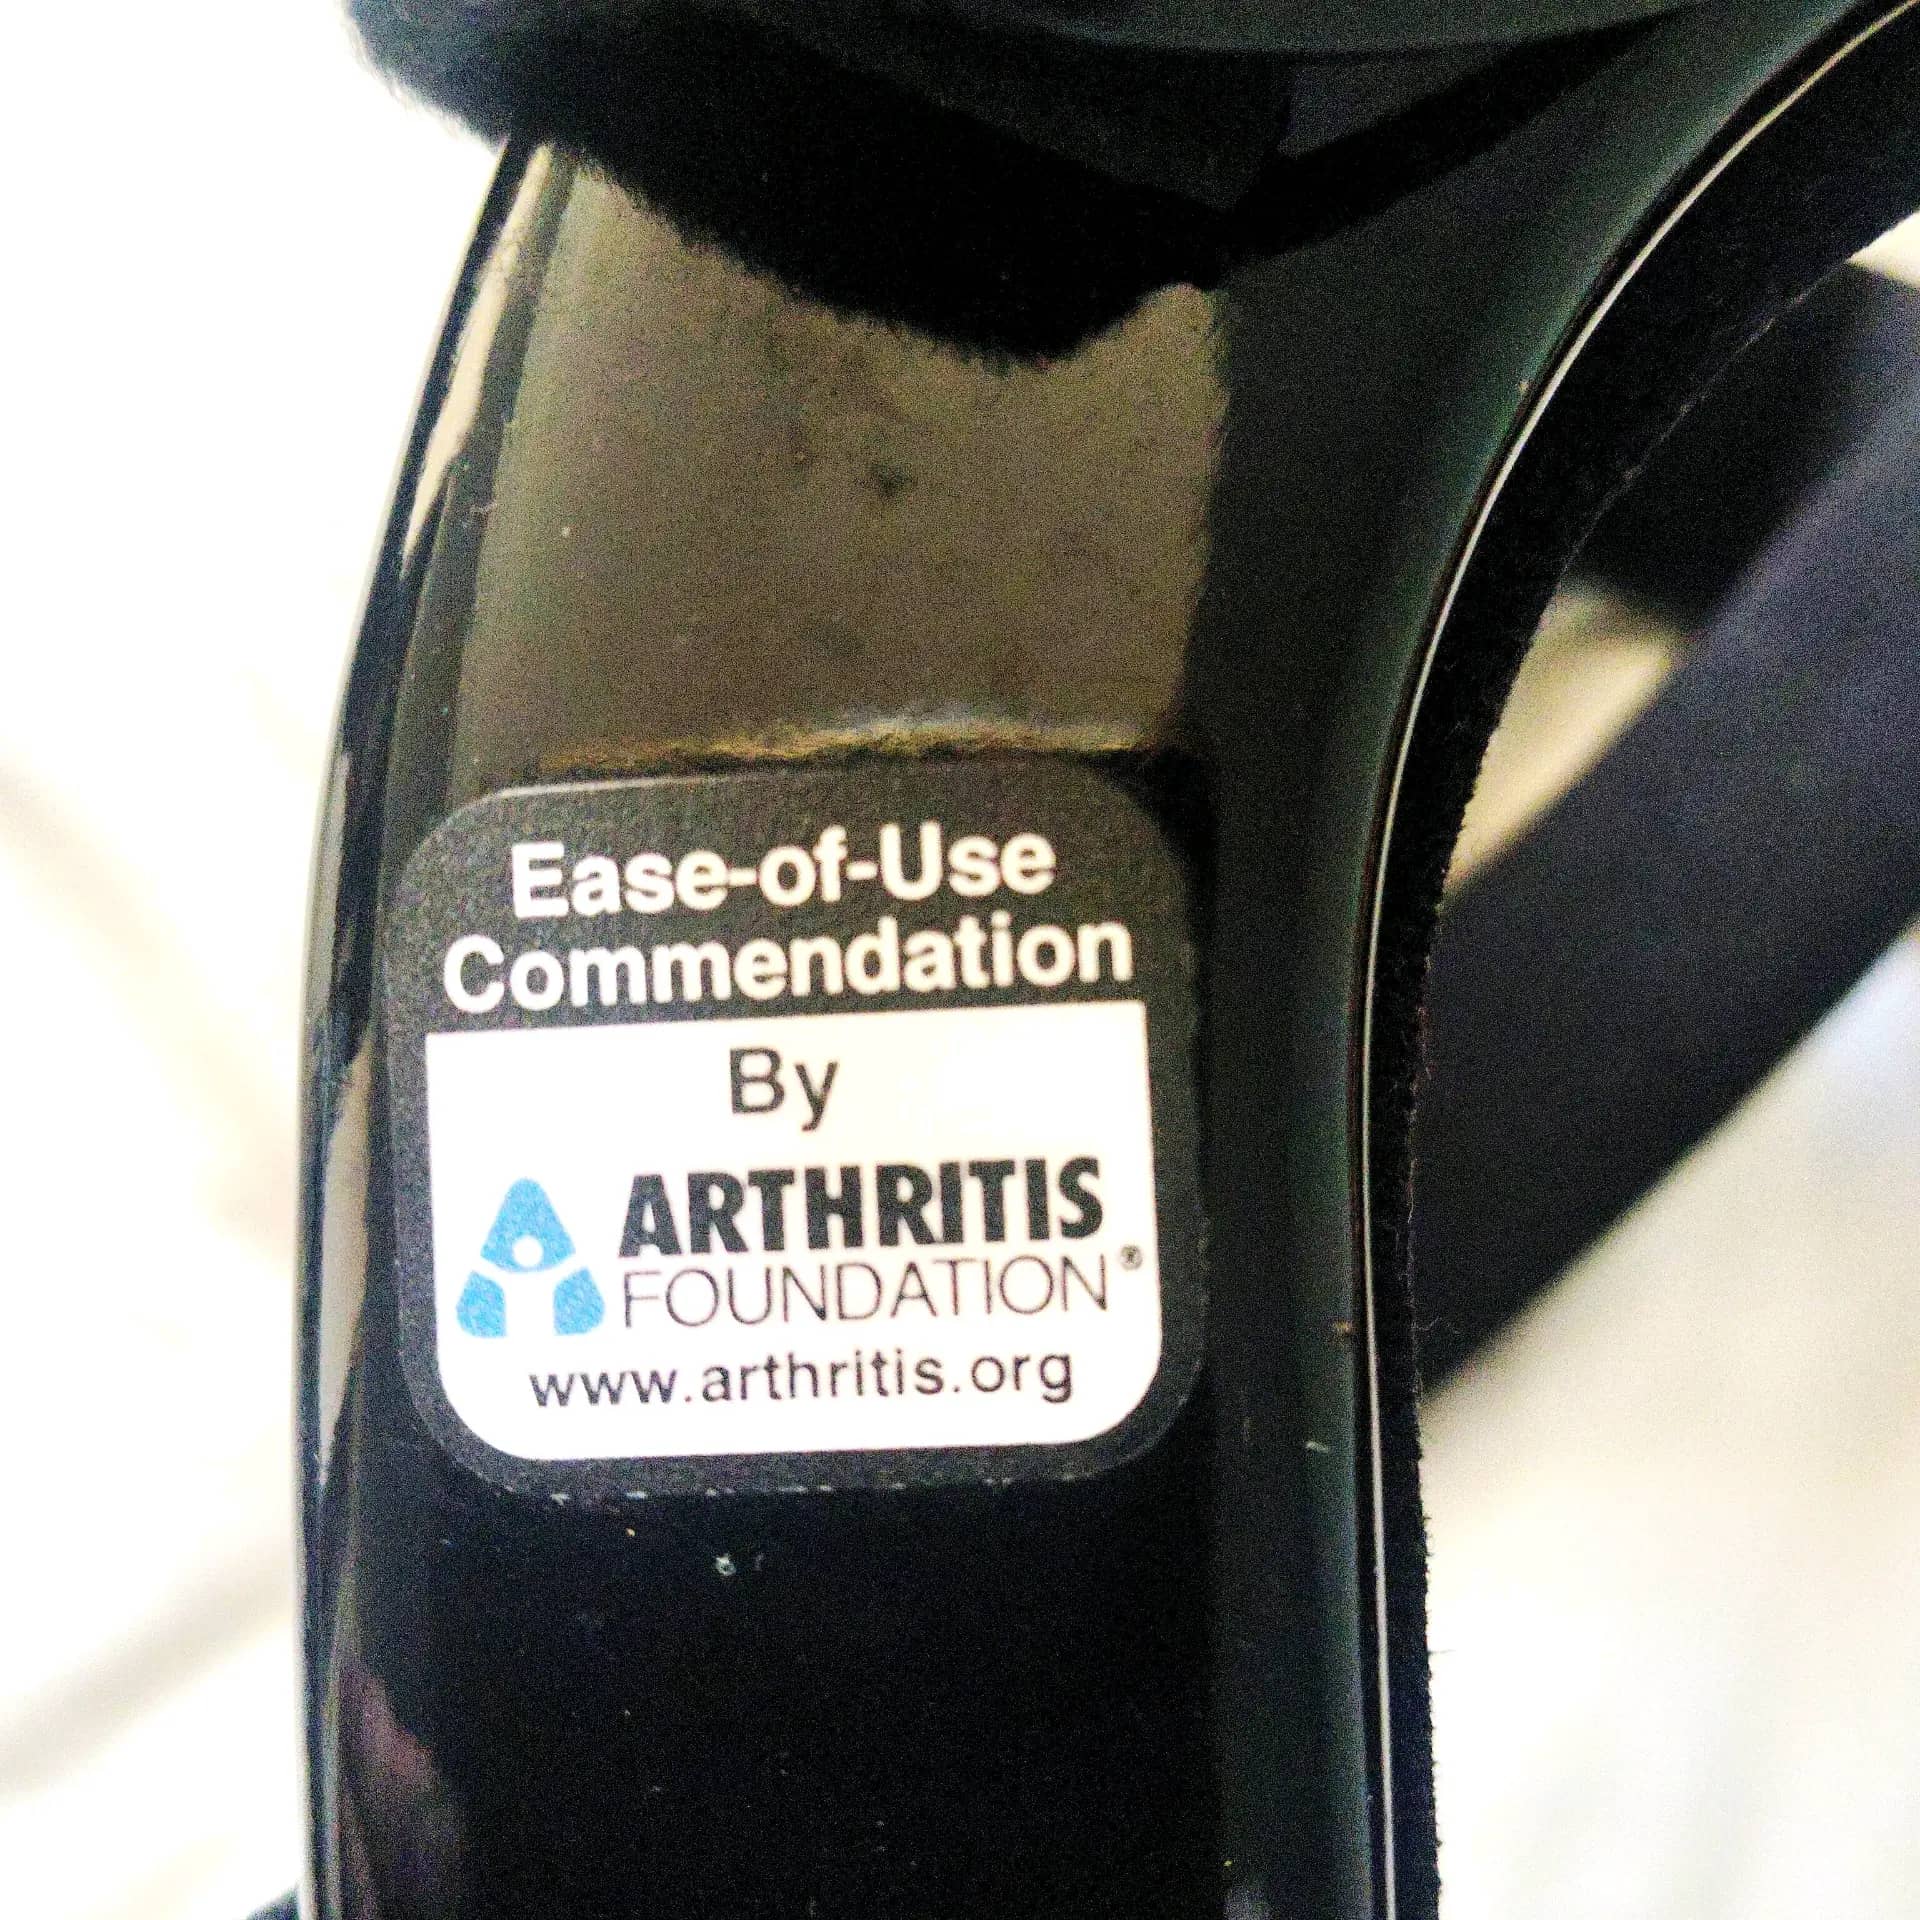 Ease-of-Use
Commendation
By
ARTHRITIS
FOUNDATION®
www.arthritis.org